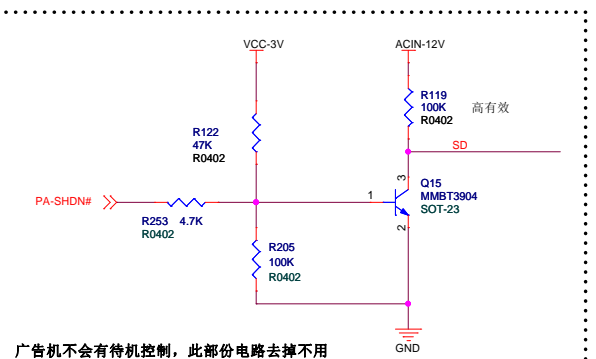 VCC-3V
ACIN-12V
R119
100K
R0402
高有效
R122
47K
R0402
SD
3
Q15
MMBT3904
SOT-23
1
2
PA-SHDN#
R253 4.7K
R0402
R205
100K
R0402
GND
广告机不会有待机控制，此部份电路去掉不用